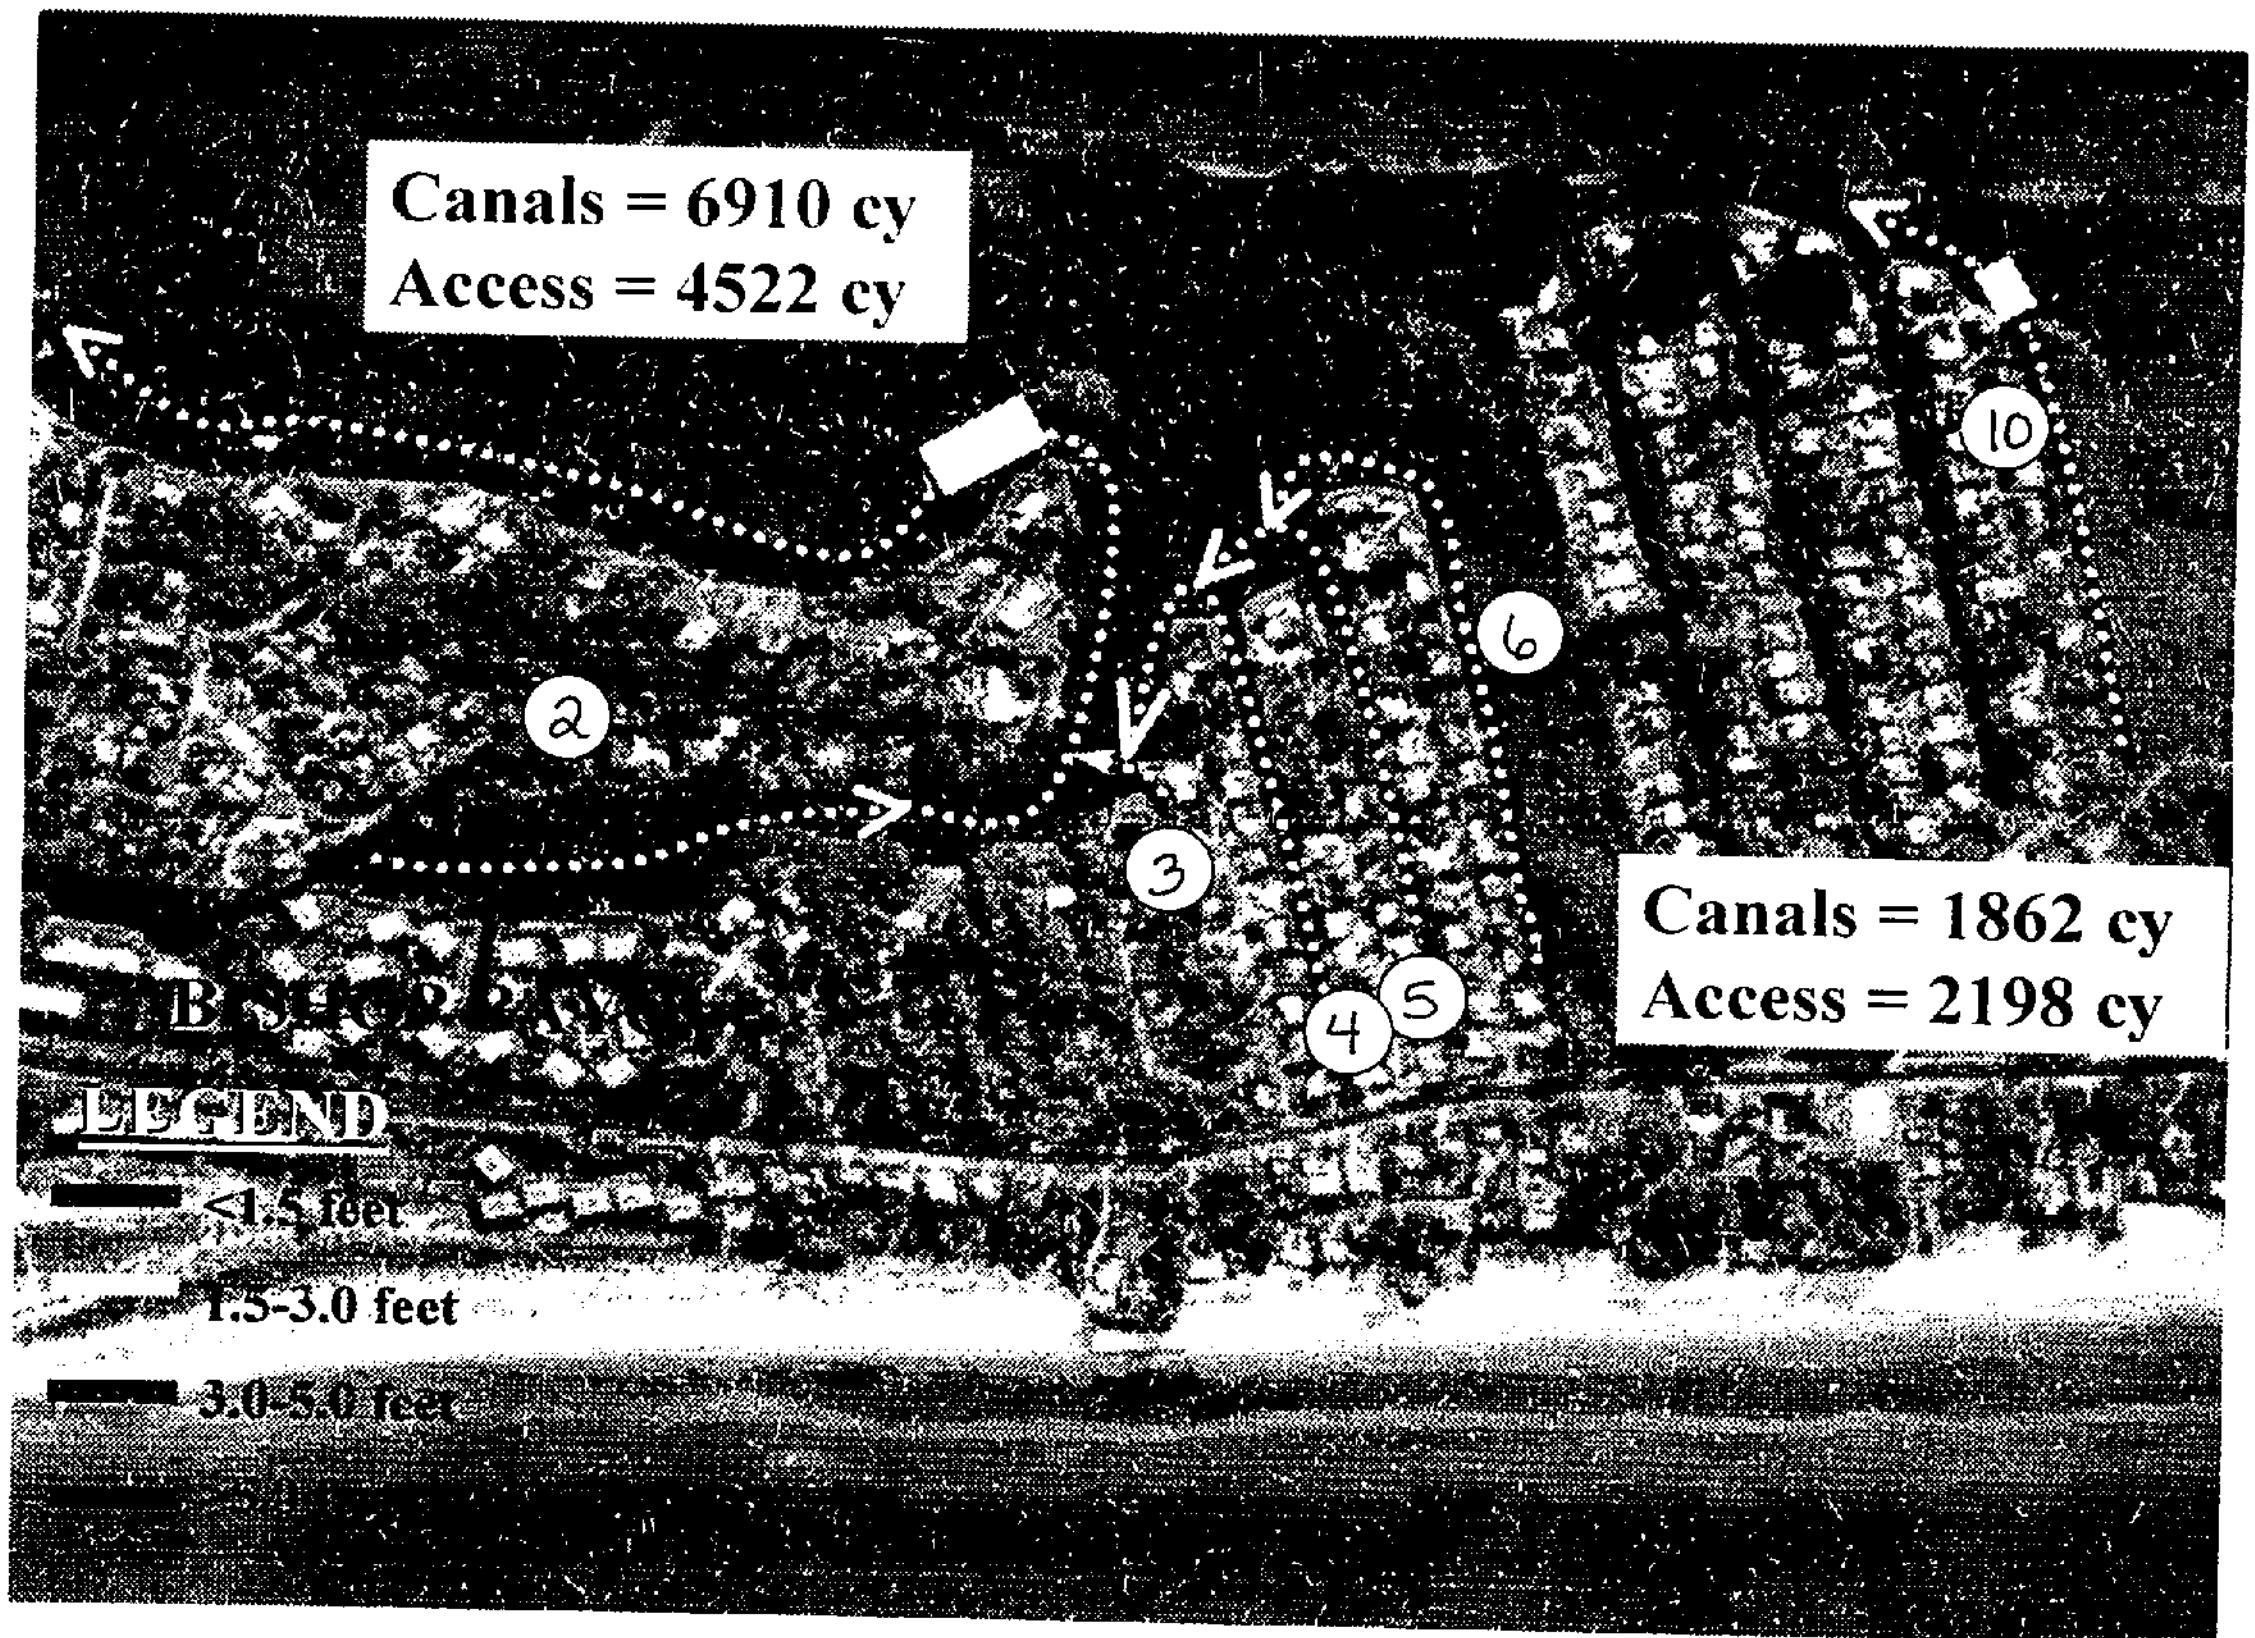 Canals = 6910 cy
Access = 4522 cy
10
6
2
3
Canals = 1862 cy
Access = 2198 cy
5
4
BISHOP
LEGEND
<1.5 feet
1.5-3.0 feet
3.0-5.0 feet